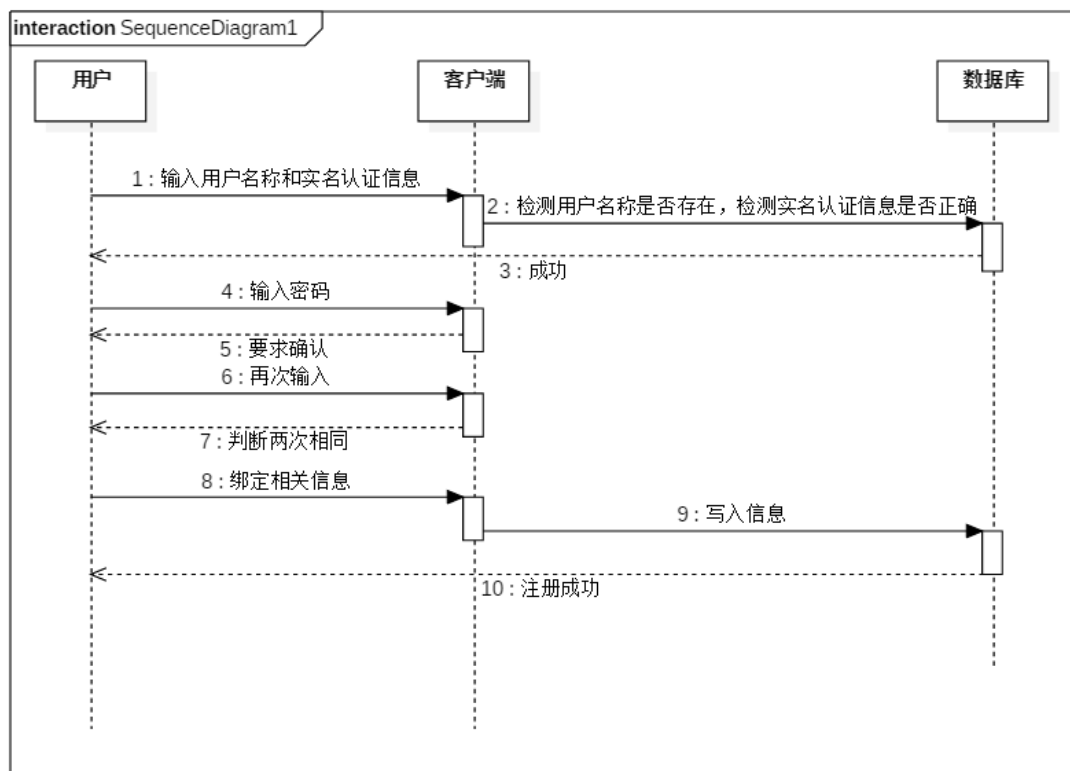 interaction SequenceDiagram1
用户
客户端
数据库
1 : 输入用户名称和实名认证信息
2 : 检测用户名称是否存在，检测实名认证信息是否正确
3 : 成功
4 : 输入密码
5 : 要求确认
6 : 再次输入
7 : 判断两次相同
8 : 绑定相关信息
9 : 写入信息
10 : 注册成功